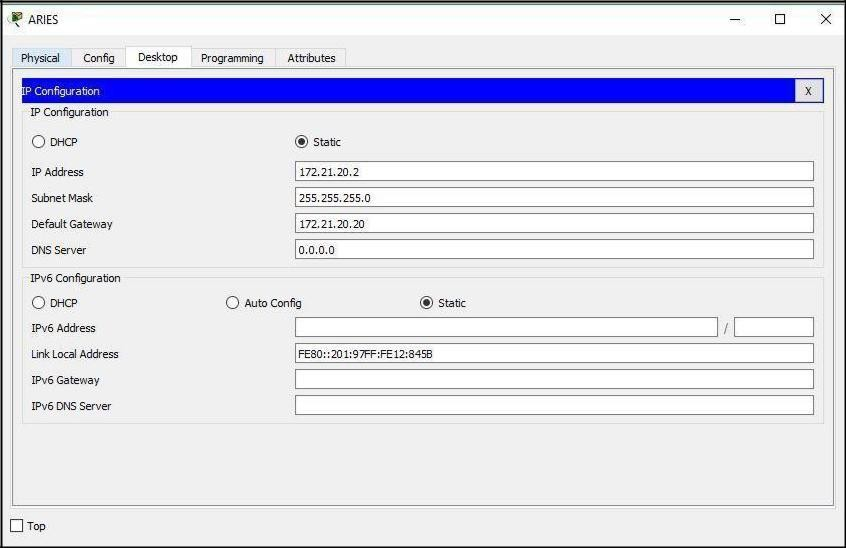 ARIES
Physical Config Desktop Programming Attributes
IP Configuration X
IP Configuration
DHCP Static
IP Address 172.21.20.2
Subnet Mask 255.255.255.0
Default Gateway 172.21.20.20
DNS Server 0.0.0.0
IPv6 Configuration
DHCP Auto Config Static
IPv6 Address /
Link Local Address FE80::201:97FF:FE12:845B
IPv6 Gateway
IPv6 DNS Server
Top